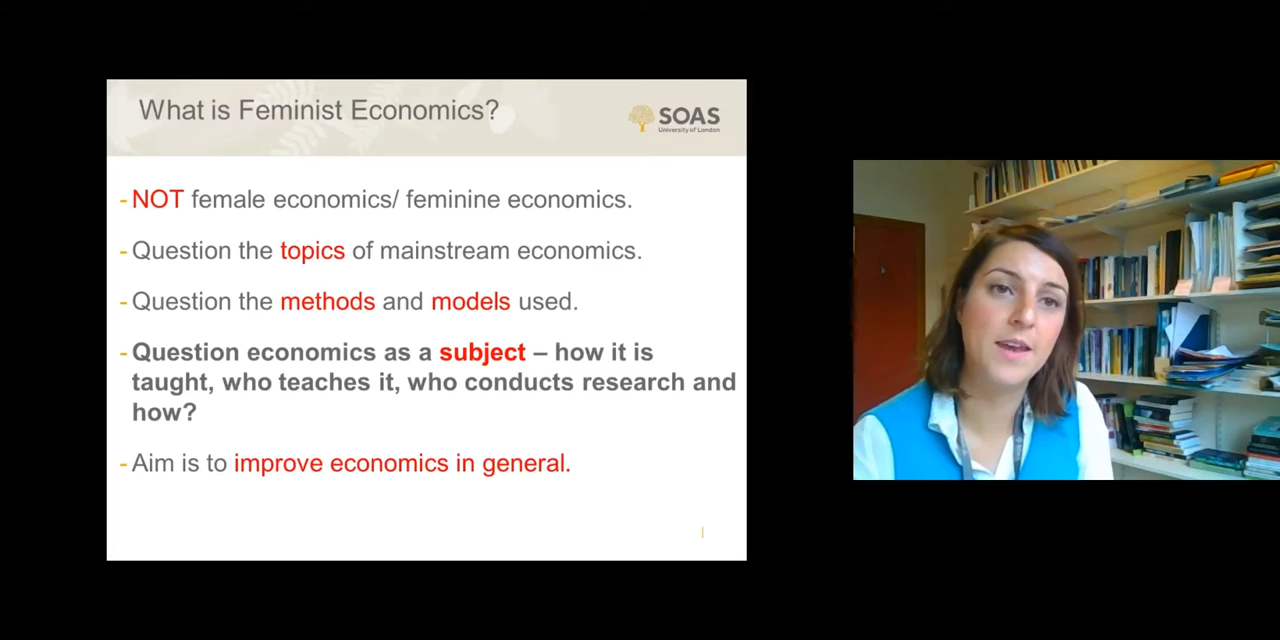 What is Feminist Economics?
SOAS
University of London
- NOT female economics/ feminine economics.
- Question the topics of mainstream economics.
- Question the methods and models used.
- Question economics as a subject – how it is
taught, who teaches it, who conducts research and
how?
- Aim is to improve economics in general.